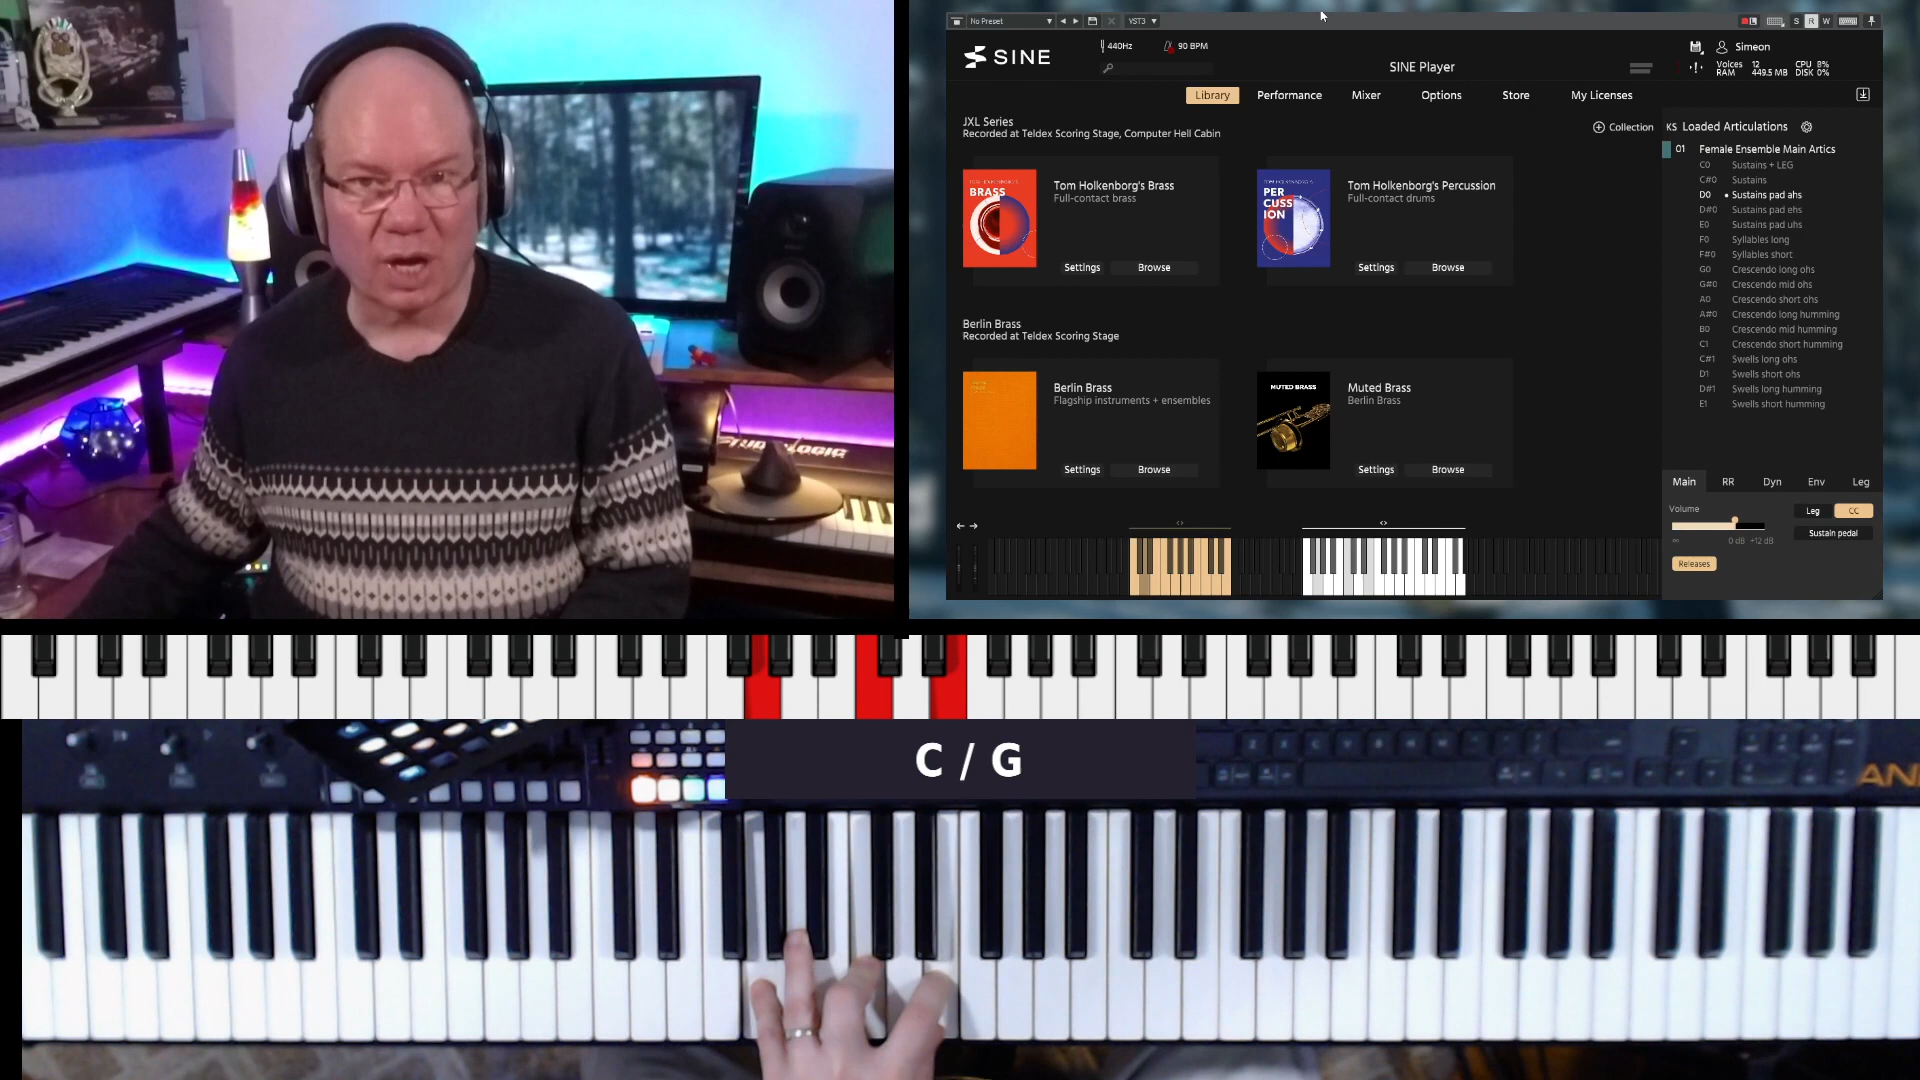 No Preset
YST3
S R W
SINE
440Hz
90 BPM
SINE Player
Simeon
Voices 12 CPU 8%
RAM 449.5 MB DISK 0%
Library Performance Mixer Options Store My Licenses
JXL Series
Recorded at Teldex Scoring Stage, Computer Hell Cabin
Collection
BRASS
Tom Holkenborg's Brass
Full-contact brass
Settings Browse
PER
CUSS
ION
Tom Holkenborg's Percussion
Full-contact drums
Settings Browse
Berlin Brass
Recorded at Teldex Scoring Stage
Berlin Brass
Flagship instruments + ensembles
Settings Browse
MUTED BRASS
Muted Brass
Berlin Brass
Settings Browse
KS Loaded Articulations
01 Female Ensemble Main Artics
C0 Sustains + LEG
C#0 Sustains
D0 Sustains pad ahs
D#0 Sustains pad ehs
E0 Sustains pad uhs
F0 Syllables long
F#0 Syllables short
G0 Crescendo long ohs
G#0 Crescendo mid ohs
A0 Crescendo short ohs
A#0 Crescendo long humming
B0 Crescendo mid humming
C1 Crescendo short humming
C#1 Swells long ohs
D1 Swells short ohs
D#1 Swells long humming
E1 Swells short humming
Main RR Dyn Env Leg
Volume
Leg CC
Sustain pedal
∞ 0 dB +12 dB
Releases
STUDIOLOGIC
C / G